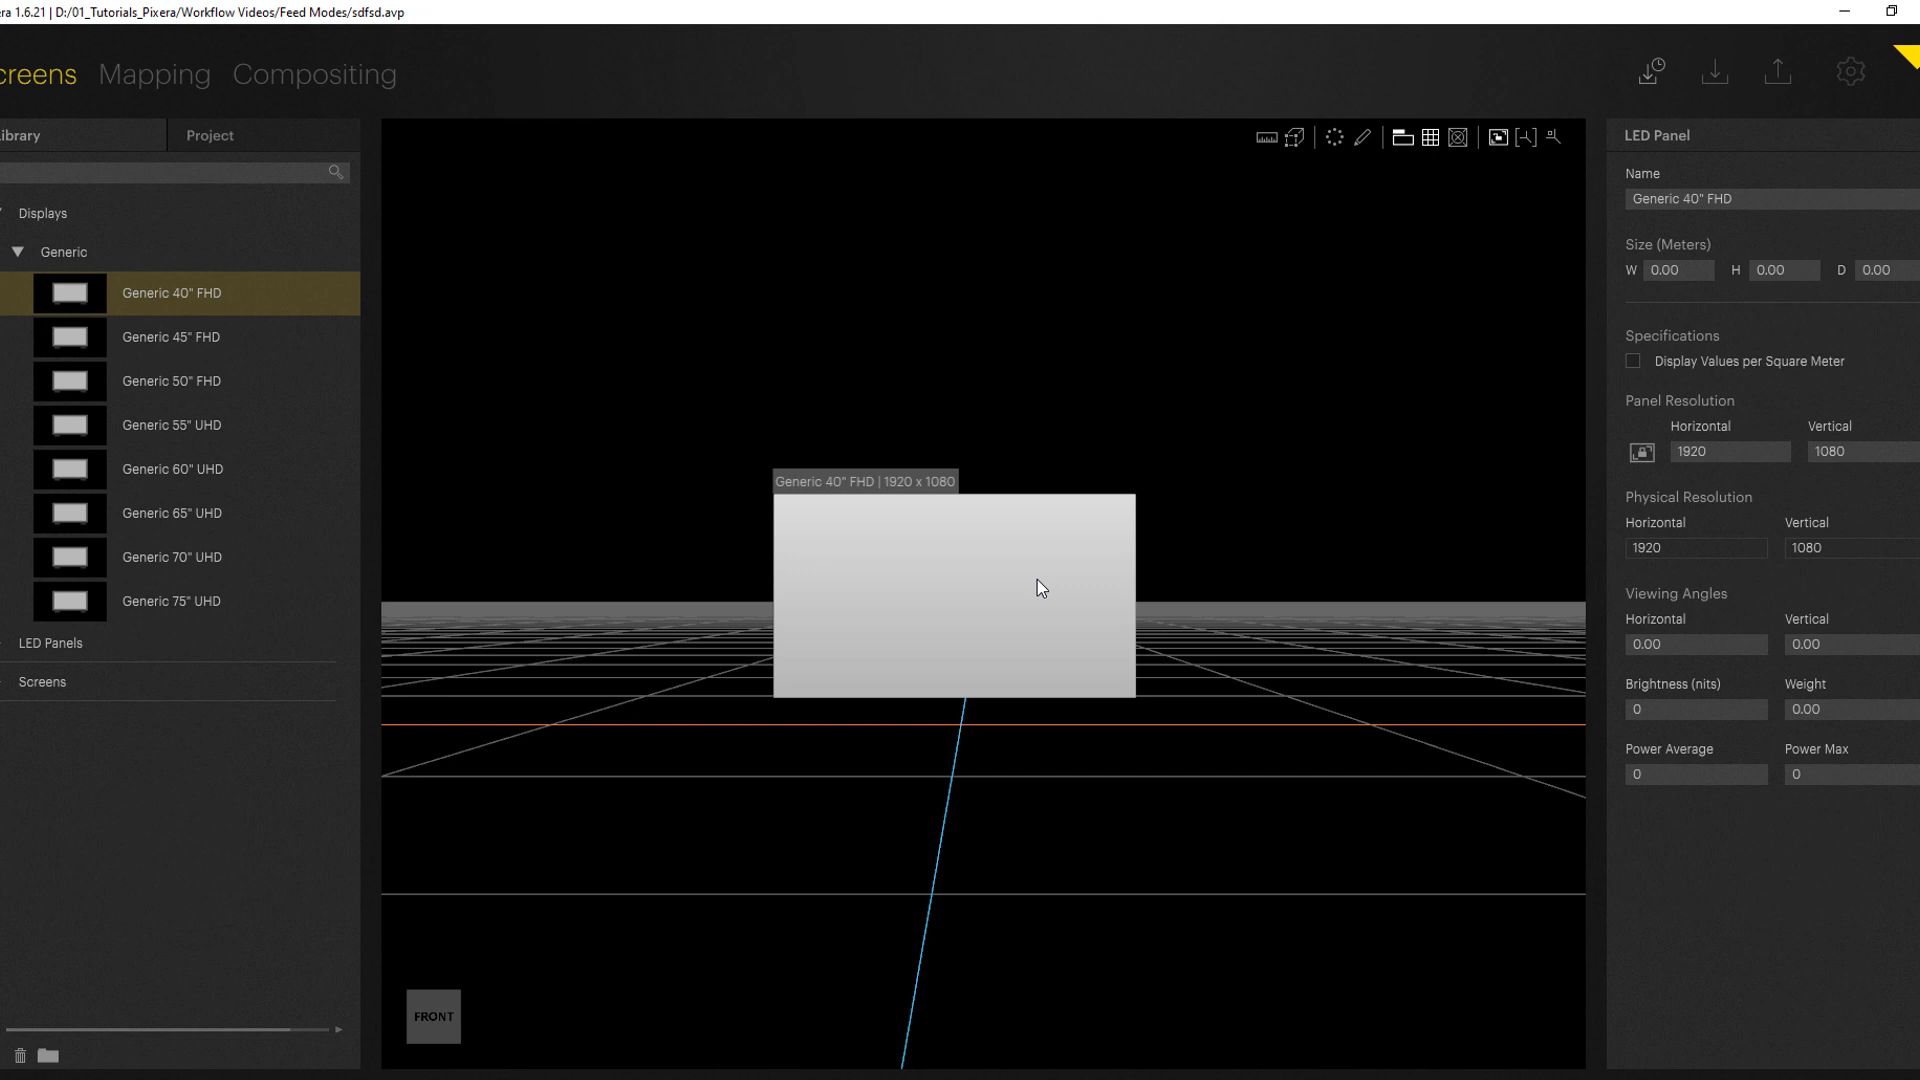 era 1.6.21 | D:/01_Tutorials_Pixera/Workflow Videos/Feed Modes/sdfsd.avp
creens Mapping Compositing
Library Project
Displays
Generic
Generic 40" FHD
Generic 45" FHD
Generic 50" FHD
Generic 55" UHD
Generic 60" UHD
Generic 65" UHD
Generic 70" UHD
Generic 75" UHD
LED Panels
Screens
Generic 40" FHD | 1920 x 1080
FRONT
LED Panel
Name
Generic 40" FHD
Size (Meters)
W 0.00 H 0.00 D 0.00
Specifications
Display Values per Square Meter
Panel Resolution
Horizontal Vertical
1920 1080
Physical Resolution
Horizontal Vertical
1920 1080
Viewing Angles
Horizontal Vertical
0.00 0.00
Brightness (nits) Weight
0 0.00
Power Average Power Max
0 0